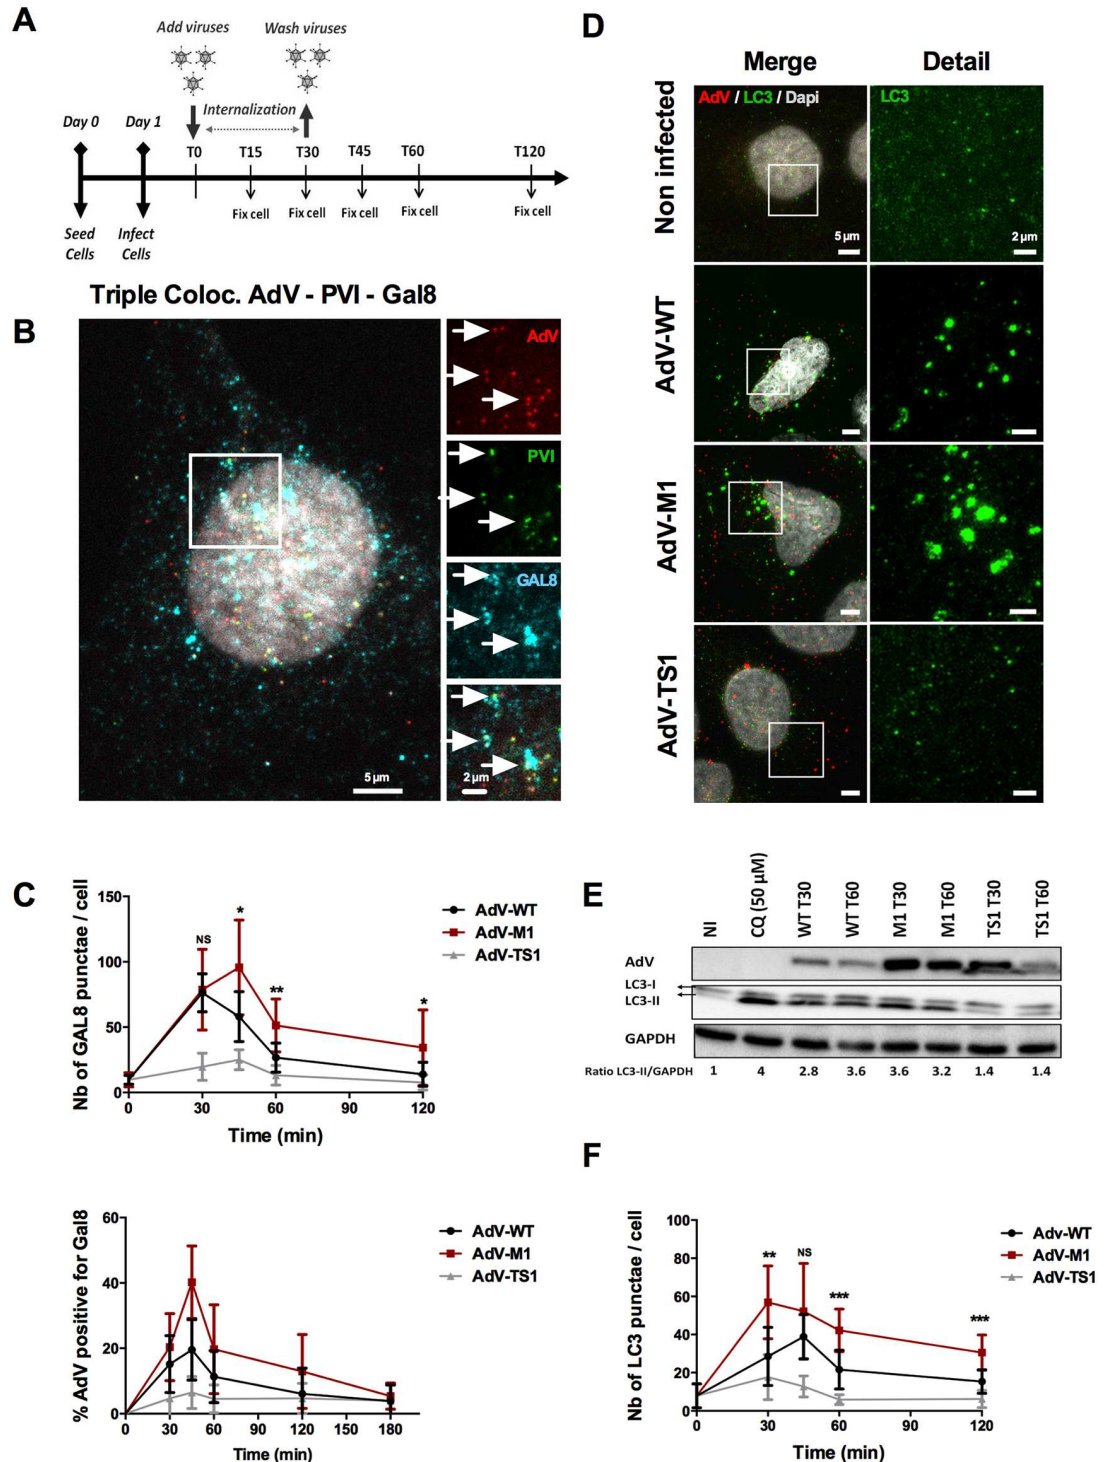 A
Add viruses
Wash viruses
Internalization
Day 0
Day 1
T0
T15
T30
T45
T60
T120
Fix cell
Fix cell
Fix cell
Fix cell
Fix cell
Seed
Cells
Infect
Cells
Triple Coloc. AdV - PVI - Gal8
B
AdV
PVI
GAL8
5 µm
2 µm
C
Nb of GAL8 punctae / cell
150
100
50
0
NS
*
**
*
0
30
60
90
120
Time (min)
AdV-WT
AdV-M1
AdV-TS1
% AdV positive for Gal8
60
40
20
0
0
30
60
90
120
150
180
Time (min)
AdV-WT
AdV-M1
AdV-TS1
D
Merge
Detail
Non infected
AdV / LC3 / Dapi
LC3
5 µm
2 µm
AdV-WT
AdV-M1
AdV-TS1
E
NI
CQ (50 µM)
WT T30
WT T60
M1 T30
M1 T60
TS1 T30
TS1 T60
AdV
LC3-I
LC3-II
GAPDH
Ratio LC3-II/GAPDH 1 4 2.8 3.6 3.6 3.2 1.4 1.4
F
Nb of LC3 punctae / cell
100
80
60
40
20
0
**
NS
***
***
0
30
60
90
120
Time (min)
Adv-WT
AdV-M1
AdV-TS1